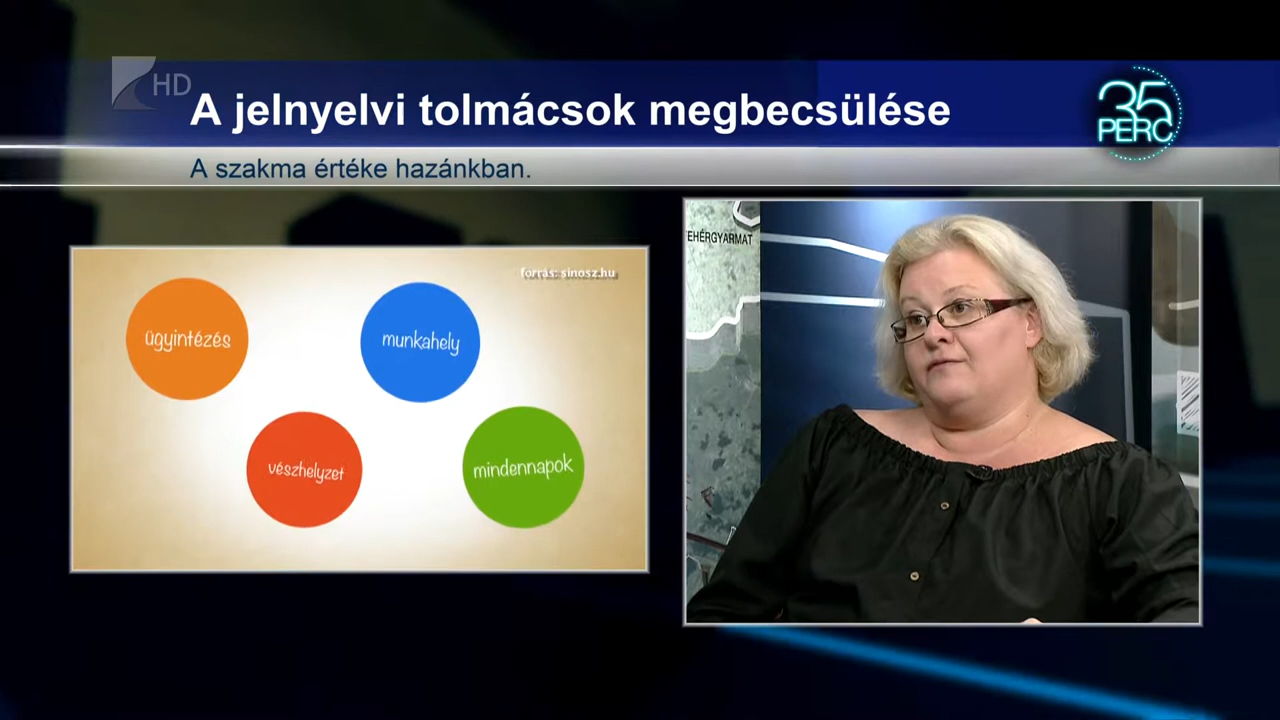 HD
A jelnyelvi tolmácsok megbecsülése
35
PERC
A szakma értéke hazánkban.
forrás: sinosz.hu
ügyintézés
munkahely
vészhelyzet
mindennapok
EHÉRGYARMAT